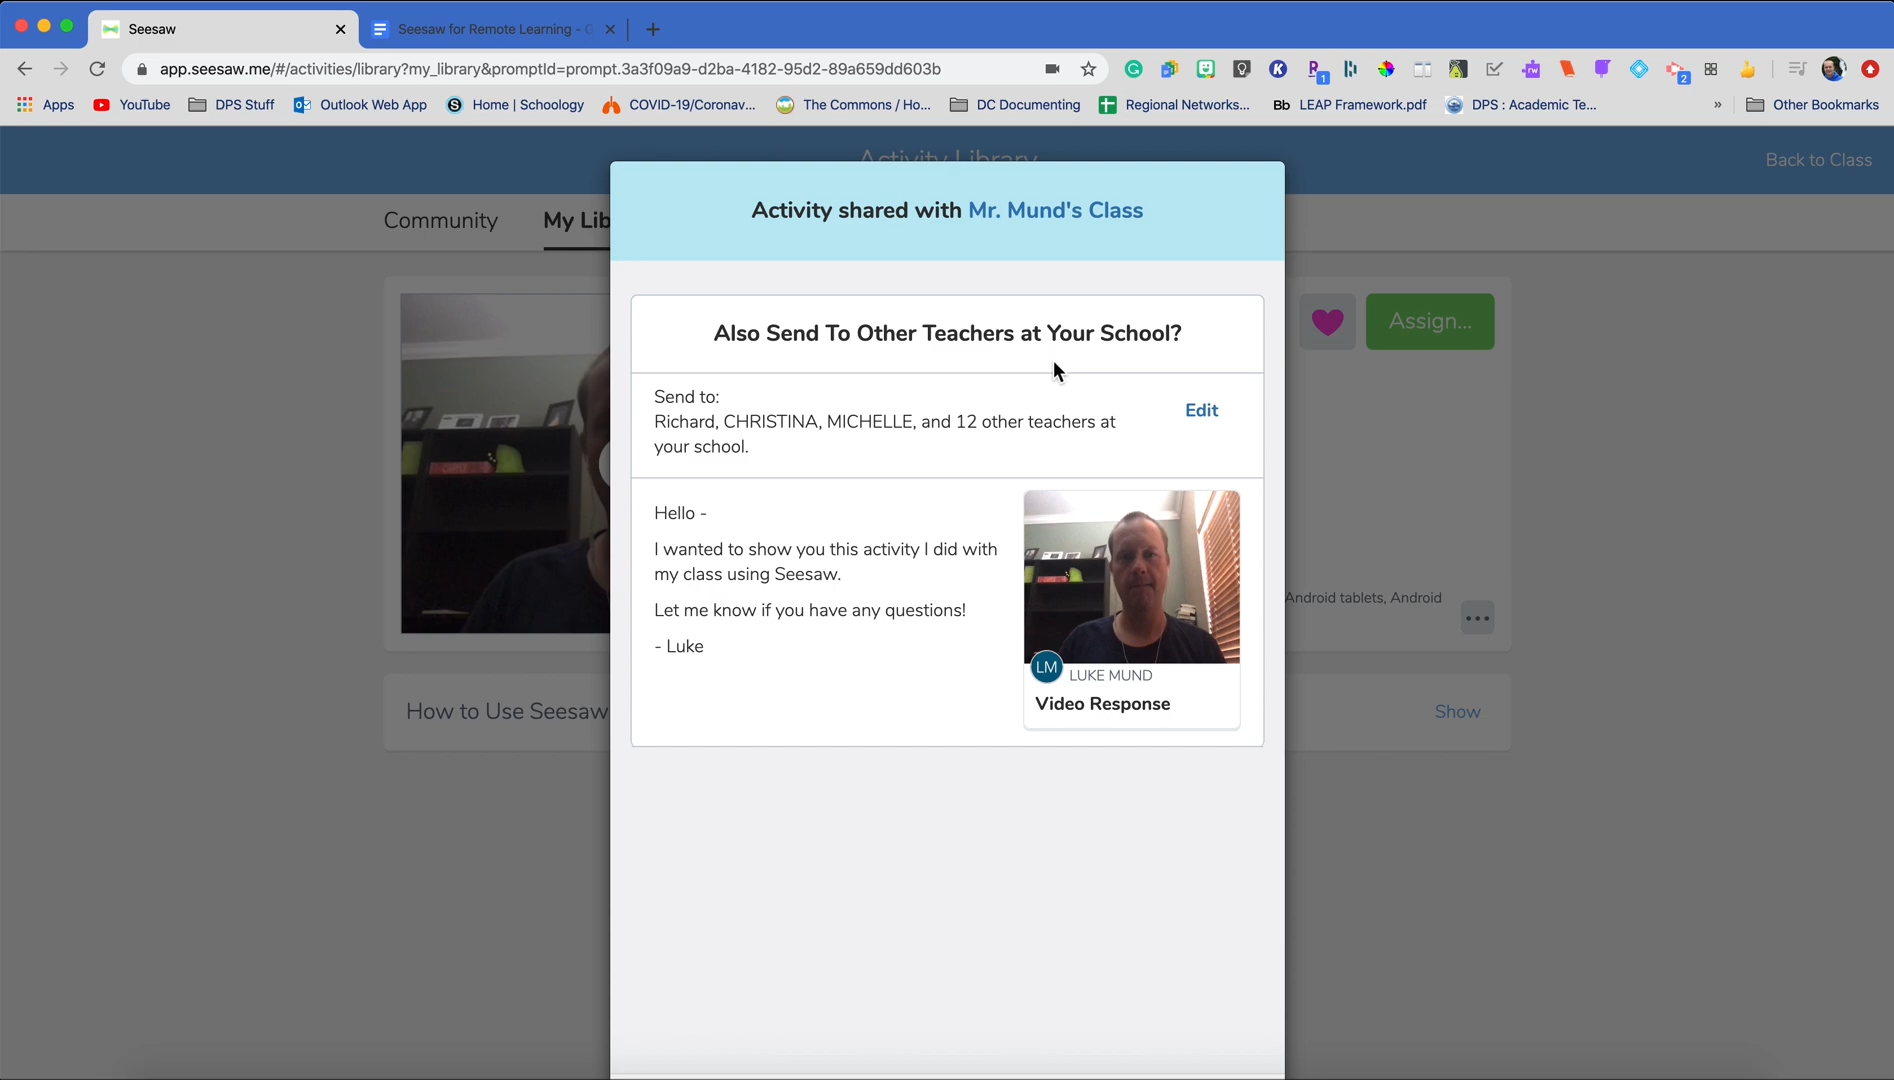 Seesaw
Seesaw for Remote Learning -
app.seesaw.me/#/activities/library?my_library&promptId=prompt.3a3f09a9-d2ba-4182-95d2-89a659dd603b
Apps YouTube DPS Stuff Outlook Web App Home | Schoology COVID-19/Coronav... The Commons / Ho... DC Documenting Regional Networks... Bb LEAP Framework.pdf DPS : Academic Te... » Other Bookmarks
Activity Library
Back to Class
Community
My Lib
Activity shared with Mr. Mund's Class
Assign...
Also Send To Other Teachers at Your School?
Send to:
Richard, CHRISTINA, MICHELLE, and 12 other teachers at
your school.
Edit
Hello -
I wanted to show you this activity I did with
my class using Seesaw.
Let me know if you have any questions!
- Luke
LM LUKE MUND
Video Response
Android tablets, Android
How to Use Seesaw
Show